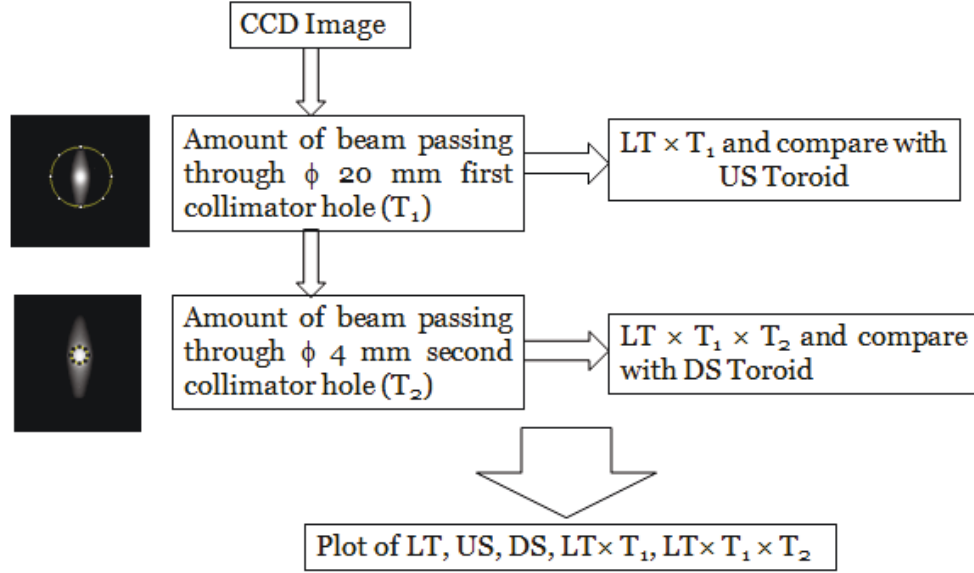 CCD Image
Amount of beam passing
through ϕ 20 mm first
collimator hole (T₁)
LT × T₁ and compare with
US Toroid
Amount of beam passing
through ϕ 4 mm second
collimator hole (T₂)
LT × T₁ × T₂ and compare
with DS Toroid
Plot of LT, US, DS, LT× T₁, LT× T₁ × T₂